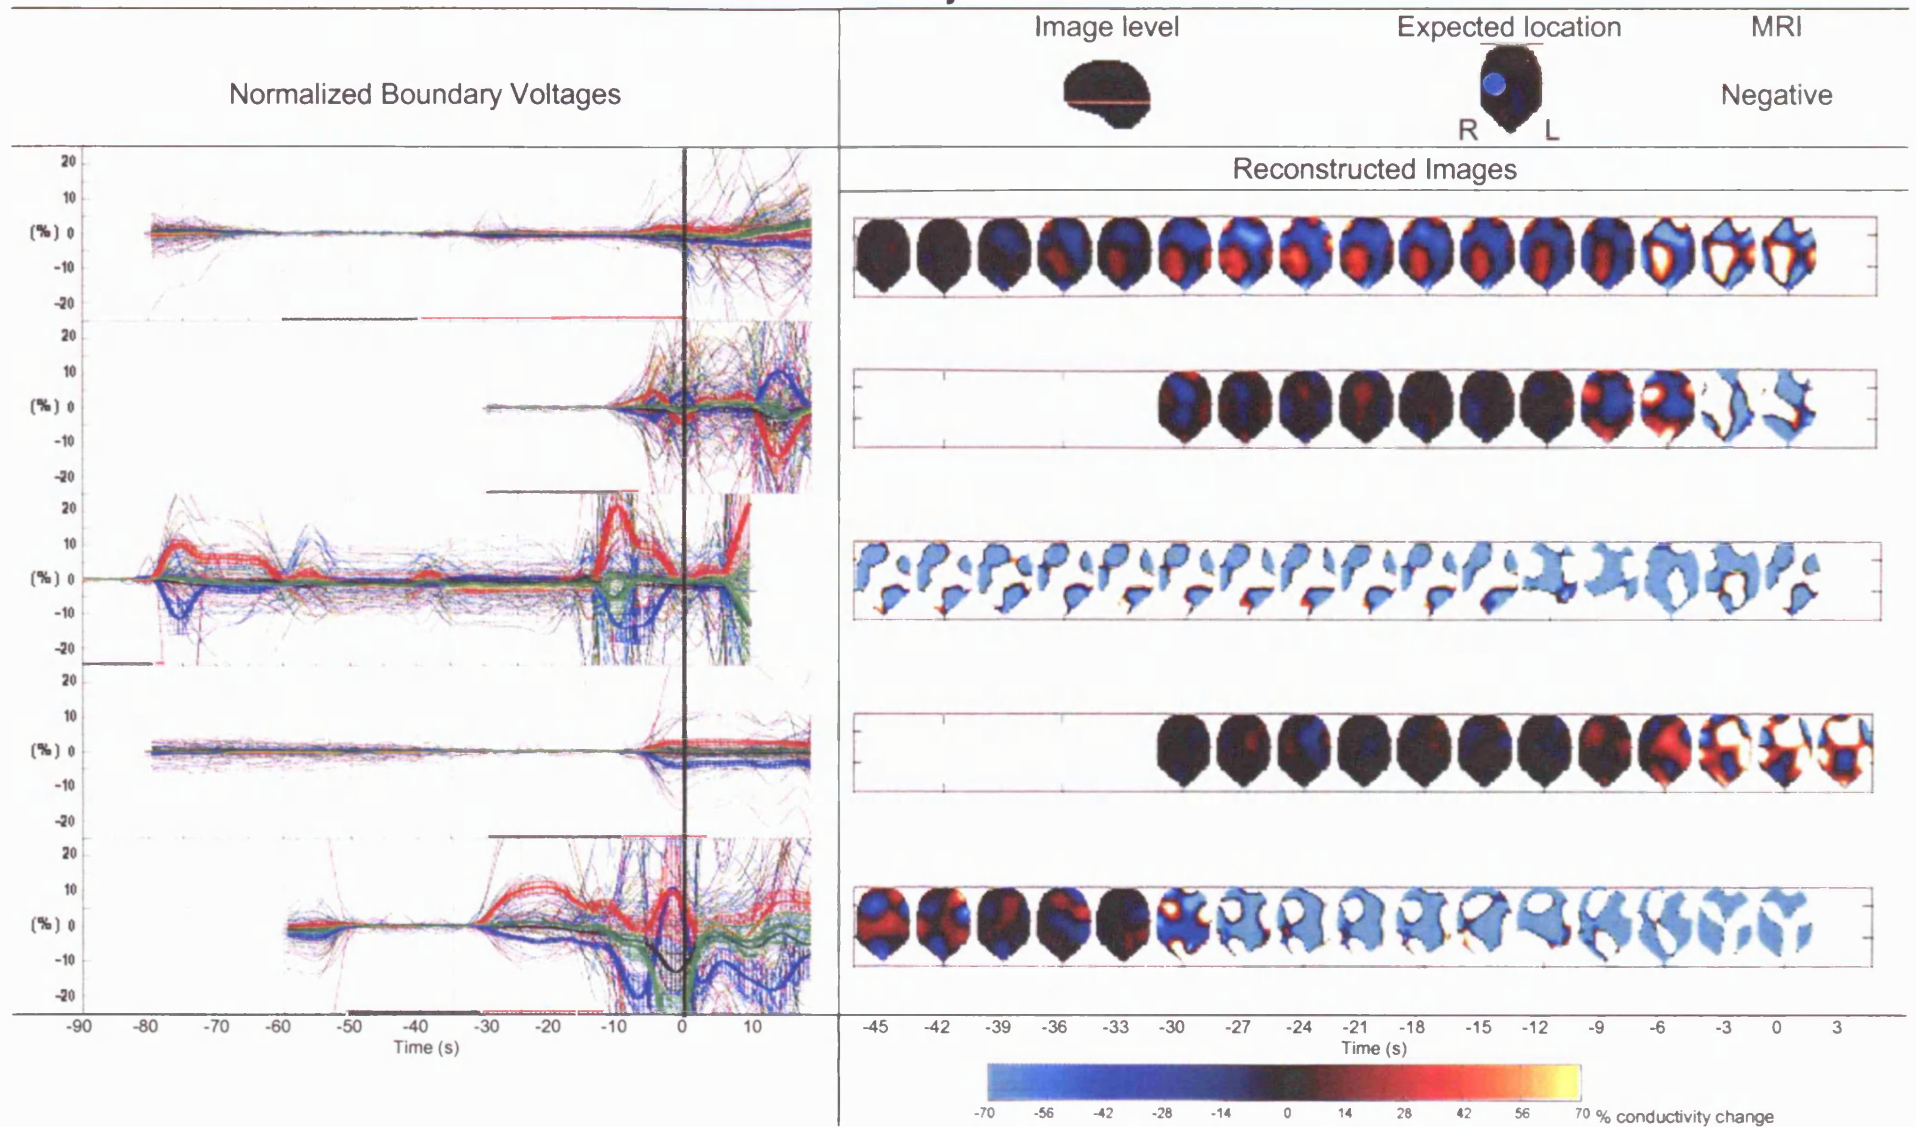 Image level
Expected location
MRI
Normalized Boundary Voltages
Negative
R L
Reconstructed Images
20
10
(%) 0
-10
-20
20
10
(%) 0
-10
-20
20
10
(%) 0
-10
-20
20
10
(%) 0
-10
-20
20
10
(%) 0
-10
-20
-90 -80 -70 -60 -50 -40 -30 -20 -10 0 10
Time (s)
-45 -42 -39 -36 -33 -30 -27 -24 -21 -18 -15 -12 -9 -6 -3 0 3
Time (s)
-70 -56 -42 -28 -14 0 14 28 42 56 70 % conductivity change